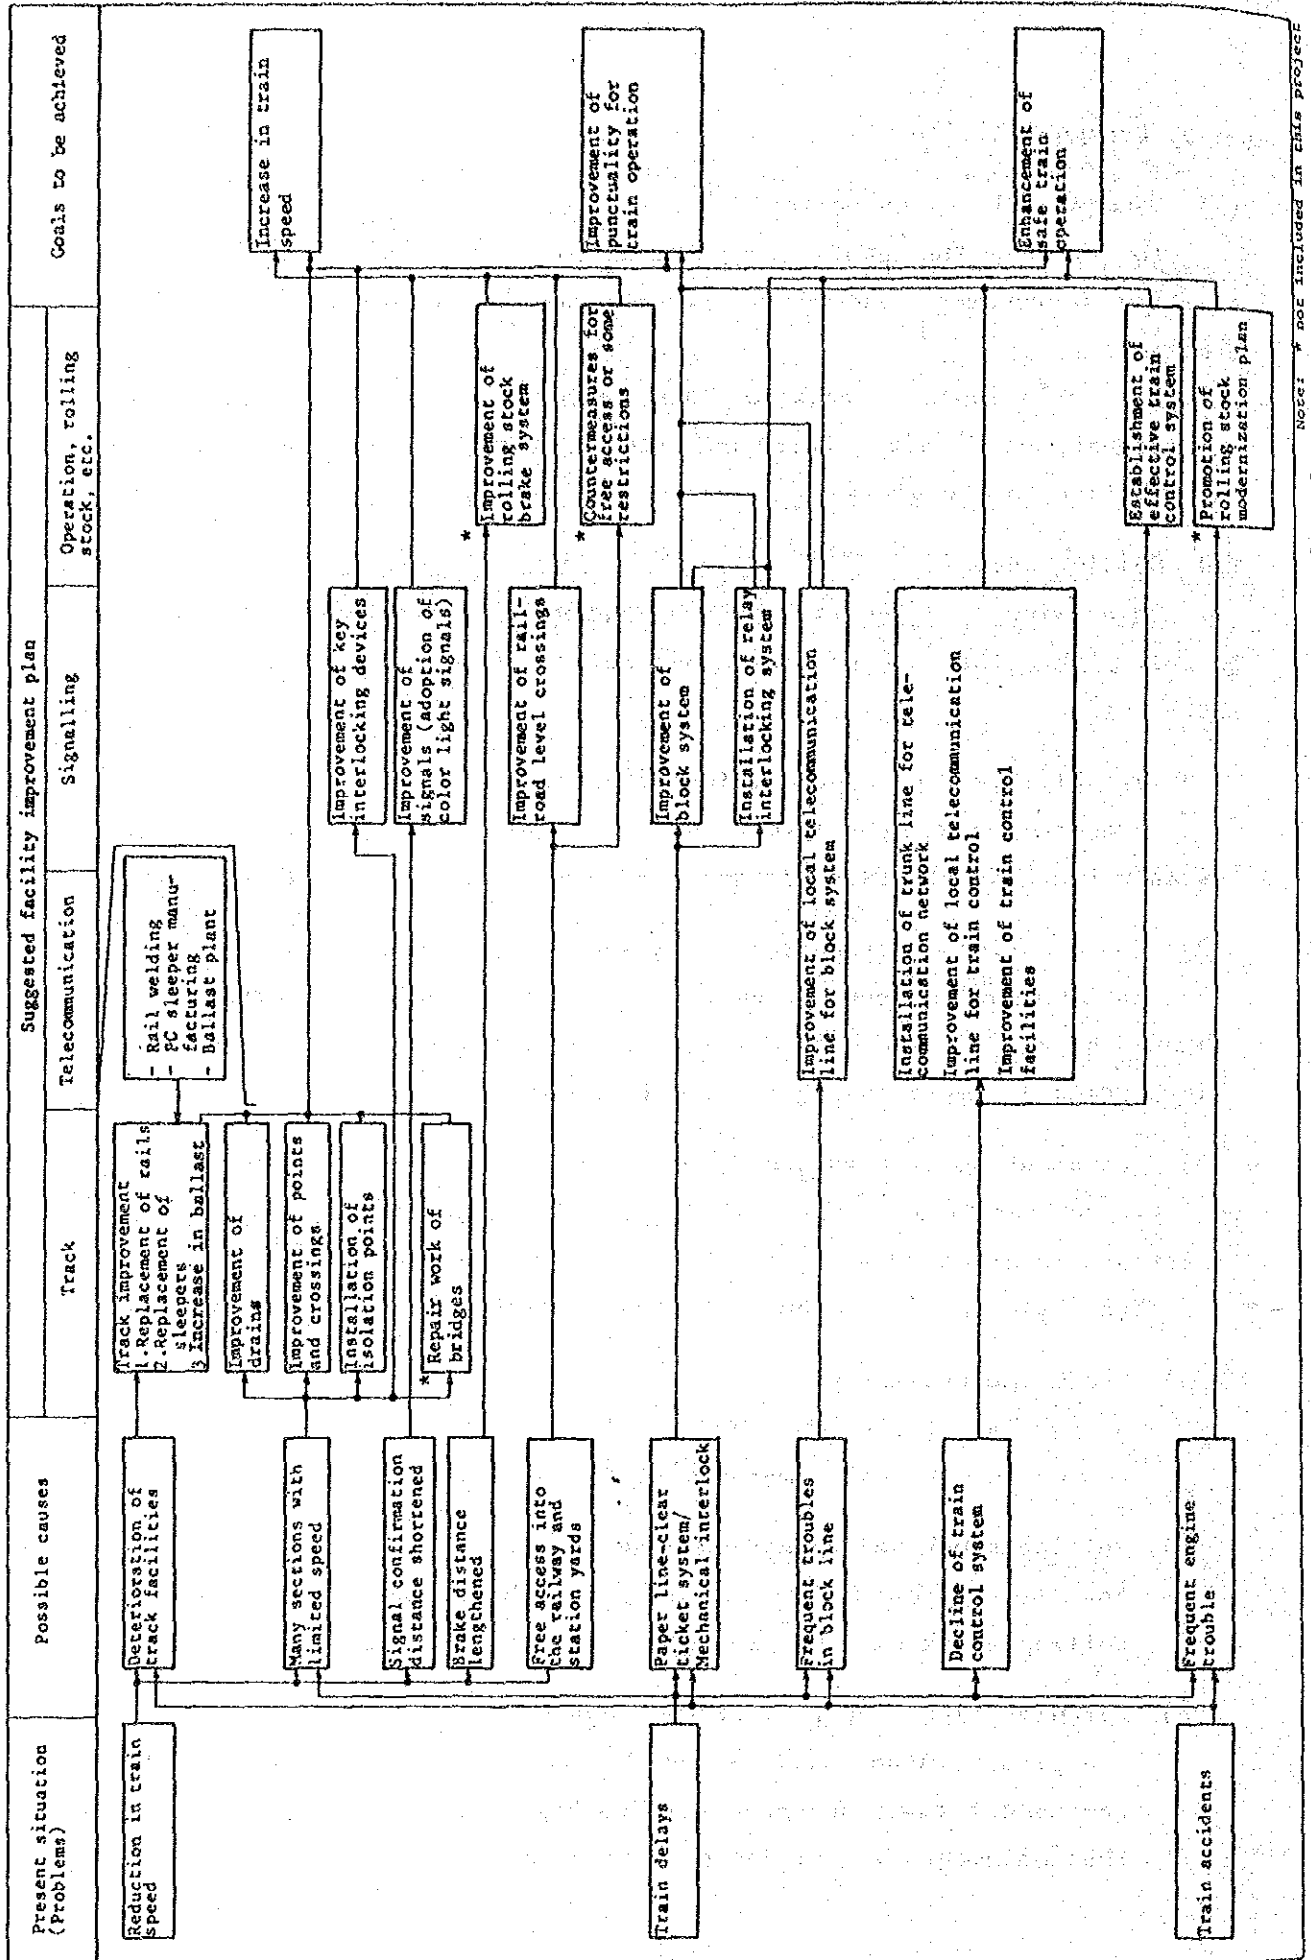 Present situation
(Problems)
Possible causes
Suggested facility improvement plan
Track
Telecommunication
Signalling
Operation, rolling
stock, etc.
Goals to be achieved
Reduction in train
speed
Train delays
Train accidents
Deterioration of
track facilities
Many sections with
limited speed
Signal confirmation
distance shortened
Brake distance
lengthened
Free access into
the railway and
station yards
Paper line-clear
ticket system/
Mechanical interlock
Frequent troubles
in block line
Decline of train
control system
Frequent engine
trouble
Track improvement
1.Replacement of rails
2.Replacement of
sleepers
3 Increase in ballast
Improvement of
drains
Improvement of points
and crossings
Installation of
isolation points
* Repair work of
bridges
- Rail welding
- PC sleeper manu-
facturing
- Ballast plant
Improvement of key
interlocking devices
Improvement of
signals (adoption of
color light signals)
Improvement of rail-
road level crossings
Improvement of
block system
Installation of relay
interlocking system
Improvement of local telecommunication
line for block system
Installation of trunk line for tele-
communication network
Improvement of local telecommunication
line for train control
Improvement of train control
facilities
*
Improvement of
rolling stock
brake system
*
Countermeasures for
free access or some
restrictions
Establishment of
effective train
control system
*
Promotion of
rolling stock
modernization plan
Increase in train
speed
Improvement of
punctuality for
train operation
Enhancement of
safe train
operation
Note: * not included in this project